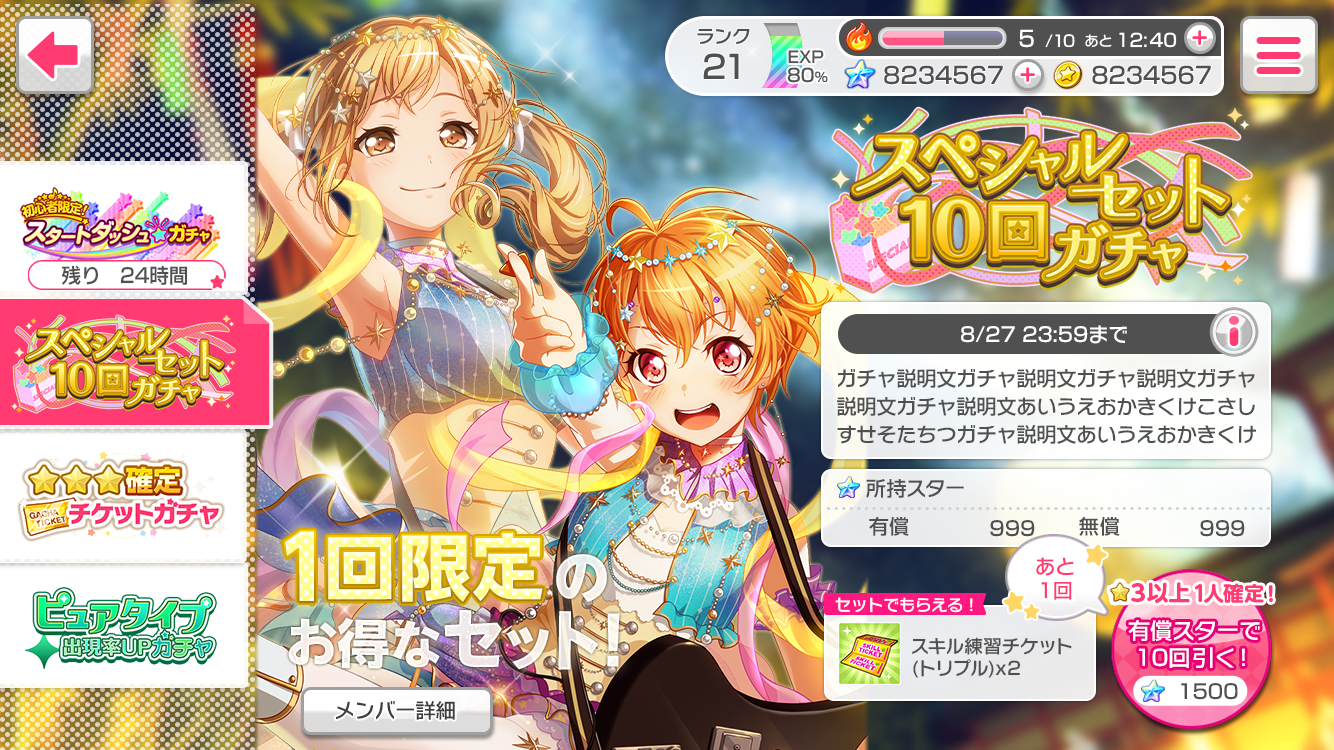 ランク
21
EXP
80%
5 /10 あと 12:40
8234567
8234567
初心者限定!
スタートダッシュ★ガチャ
残り 24時間
スペシャル
セット
10回
ガチャ
確定
GACHA TICKET
チケットガチャ
ピュアタイプ
出現率UPガチャ
スペシャル
セット
10回
ガチャ
SPECIAL
8/27 23:59まで
ガチャ説明文ガチャ説明文ガチャ説明文ガチャ
説明文ガチャ説明文あいうえおかきくけこさし
すせそたちつガチャ説明文あいうえおかきくけ
所持スター
有償 999 無償 999
1回限定の
お得なセット!
メンバー詳細
セットでもらえる!
SKILL TICKET
スキル練習チケット
(トリプル)x2
あと
1回
★3以上1人確定!
有償スターで
10回引く!
1500